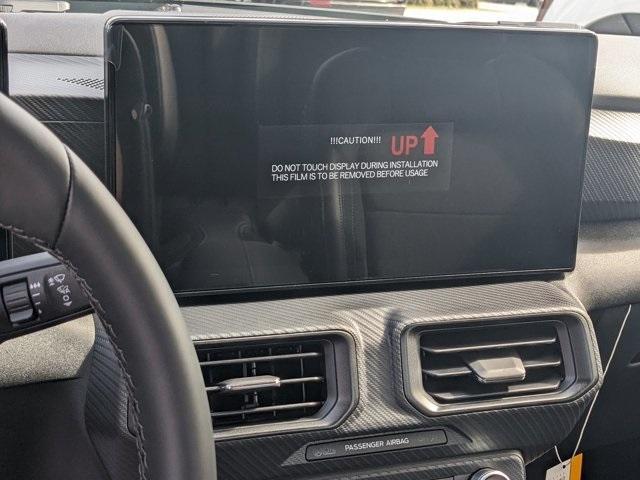 !!!CAUTION!!! UP
DO NOT TOUCH DISPLAY DURING INSTALLATION
THIS FILM IS TO BE REMOVED BEFORE USAGE
PASSENGER AIRBAG